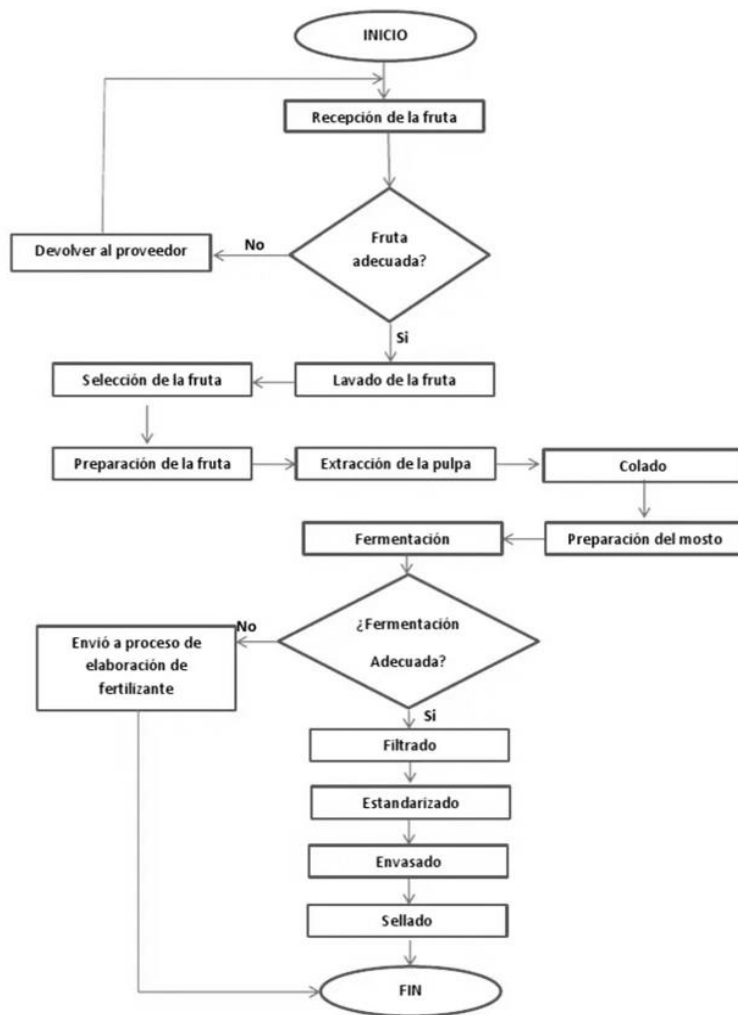 INICIO
Recepción de la fruta
Fruta
adecuada?
No
Devolver al proveedor
Si
Lavado de la fruta
Selección de la fruta
Preparación de la fruta
Extracción de la pulpa
Colado
Preparación del mosto
Fermentación
¿Fermentación
Adecuada?
No
Envió a proceso de
elaboración de
fertilizante
Si
Filtrado
Estandarizado
Envasado
Sellado
FIN